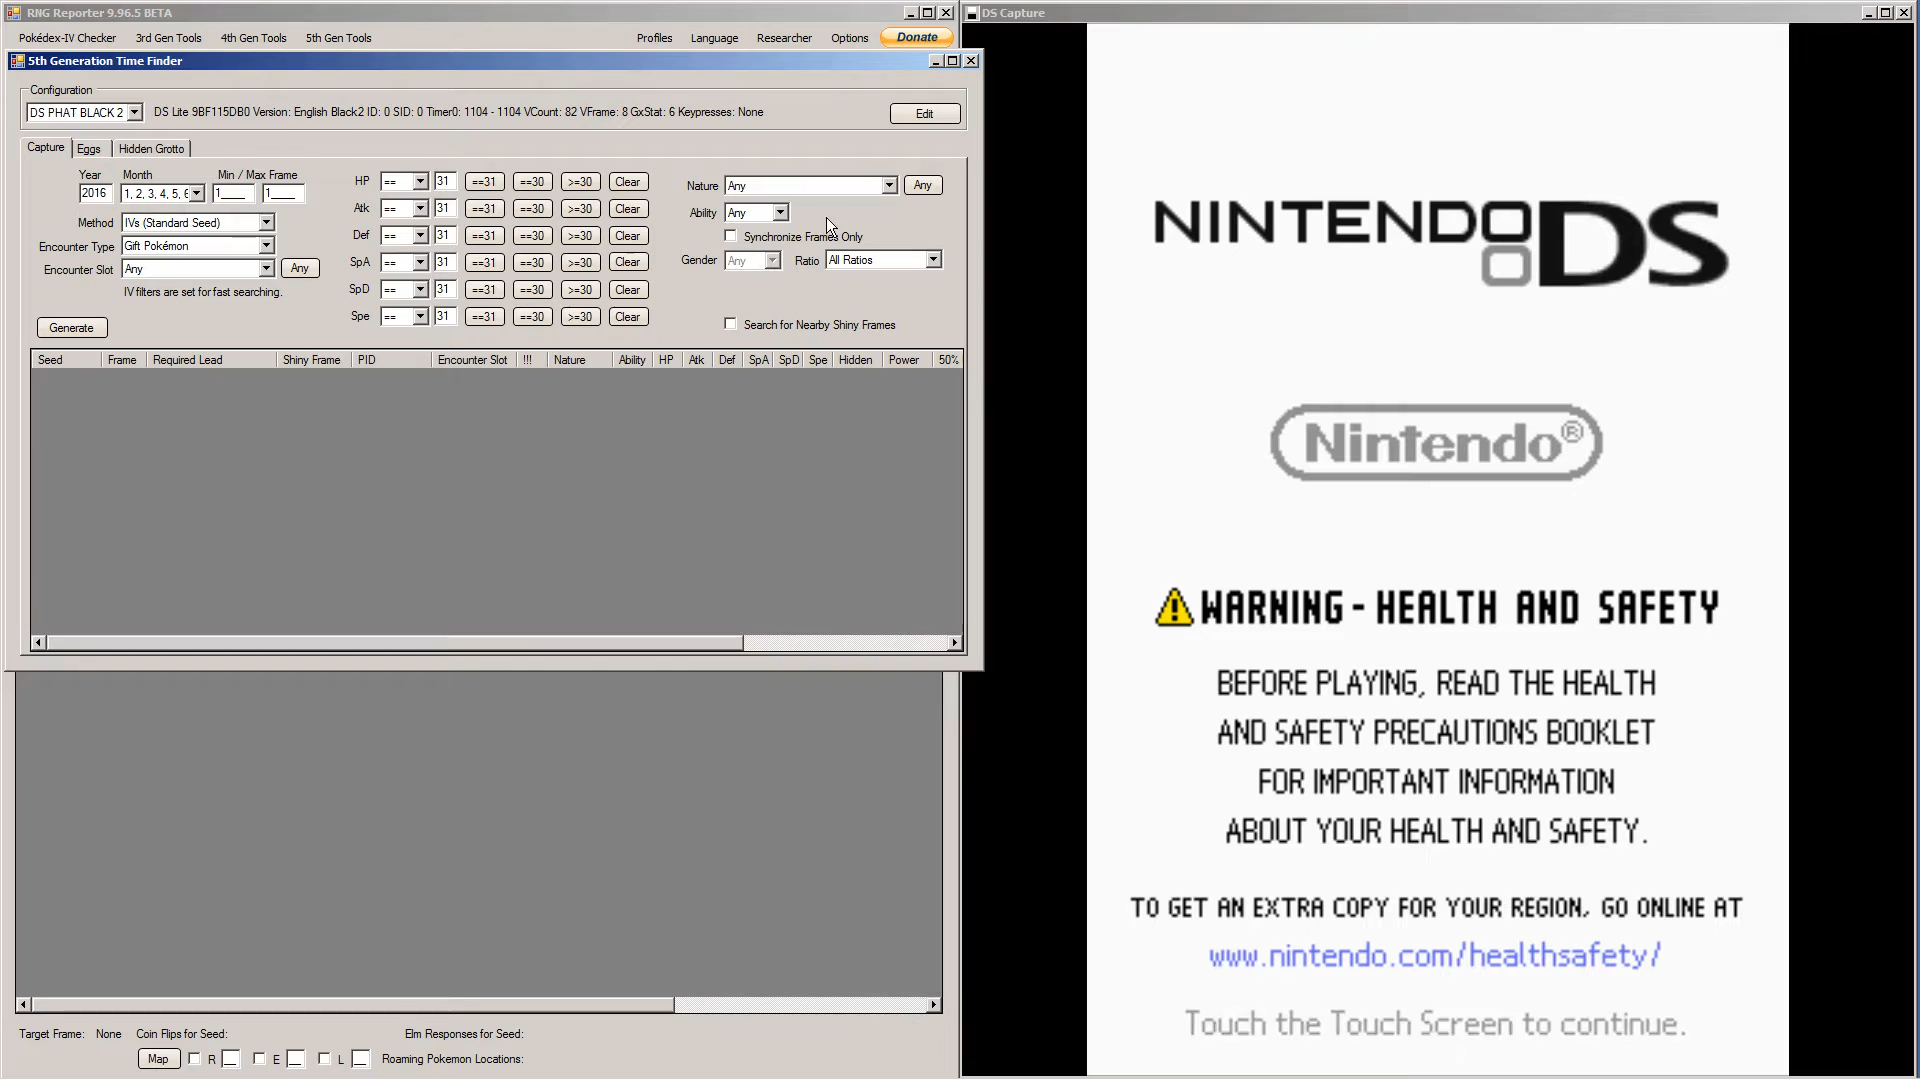 RNG Reporter 9.96.5 BETA
Pokédex-IV Checker 3rd Gen Tools 4th Gen Tools 5th Gen Tools Profiles Language Researcher Options Donate
5th Generation Time Finder
Configuration
DS PHAT BLACK 2 DS Lite 9BF115DB0 Version: English Black2 ID: 0 SID: 0 Timer0: 1104 - 1104 VCount: 82 VFrame: 8 GxStat: 6 Keypresses: None Edit
Capture Eggs Hidden Grotto
Year Month Min / Max Frame
2016 1, 2, 3, 4, 5, 6 1____ 1____
Method IVs (Standard Seed)
Encounter Type Gift Pokémon
Encounter Slot Any Any
IV filters are set for fast searching.
Generate
HP == 31 ==31 ==30 >=30 Clear
Atk == 31 ==31 ==30 >=30 Clear
Def == 31 ==31 ==30 >=30 Clear
SpA == 31 ==31 ==30 >=30 Clear
SpD == 31 ==31 ==30 >=30 Clear
Spe == 31 ==31 ==30 >=30 Clear
Nature Any Any
Ability Any
Synchronize Frames Only
Gender Any Ratio All Ratios
Search for Nearby Shiny Frames
Seed Frame Required Lead Shiny Frame PID Encounter Slot !!! Nature Ability HP Atk Def SpA SpD Spe Hidden Power 50%
Target Frame: None Coin Flips for Seed: Elm Responses for Seed:
Map R __ E __ L __ Roaming Pokemon Locations:
DS Capture
NINTENDO DS
Nintendo®
WARNING - HEALTH AND SAFETY
BEFORE PLAYING, READ THE HEALTH
AND SAFETY PRECAUTIONS BOOKLET
FOR IMPORTANT INFORMATION
ABOUT YOUR HEALTH AND SAFETY.
TO GET AN EXTRA COPY FOR YOUR REGION, GO ONLINE AT
www.nintendo.com/healthsafety/
Touch the Touch Screen to continue.